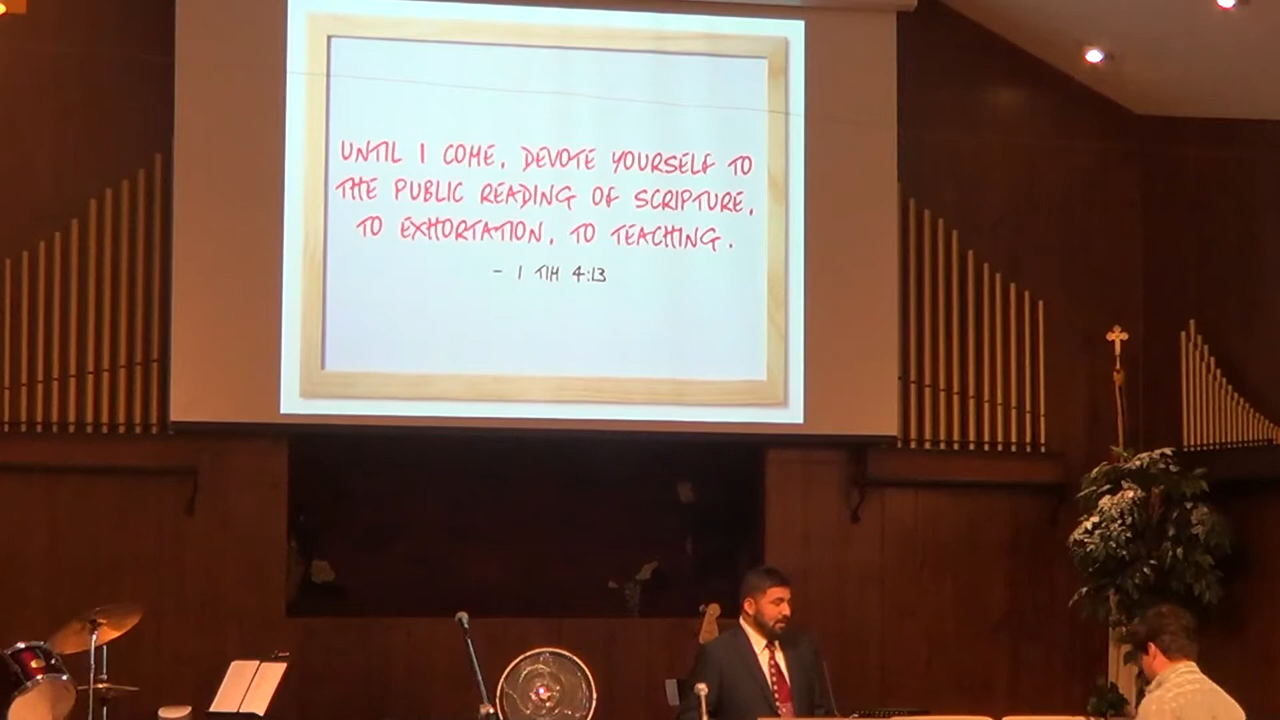 UNTIL I COME, DEVOTE YOURSELF TO
THE PUBLIC READING OF SCRIPTURE,
TO EXHORTATION, TO TEACHING.
- 1 TIM 4:13